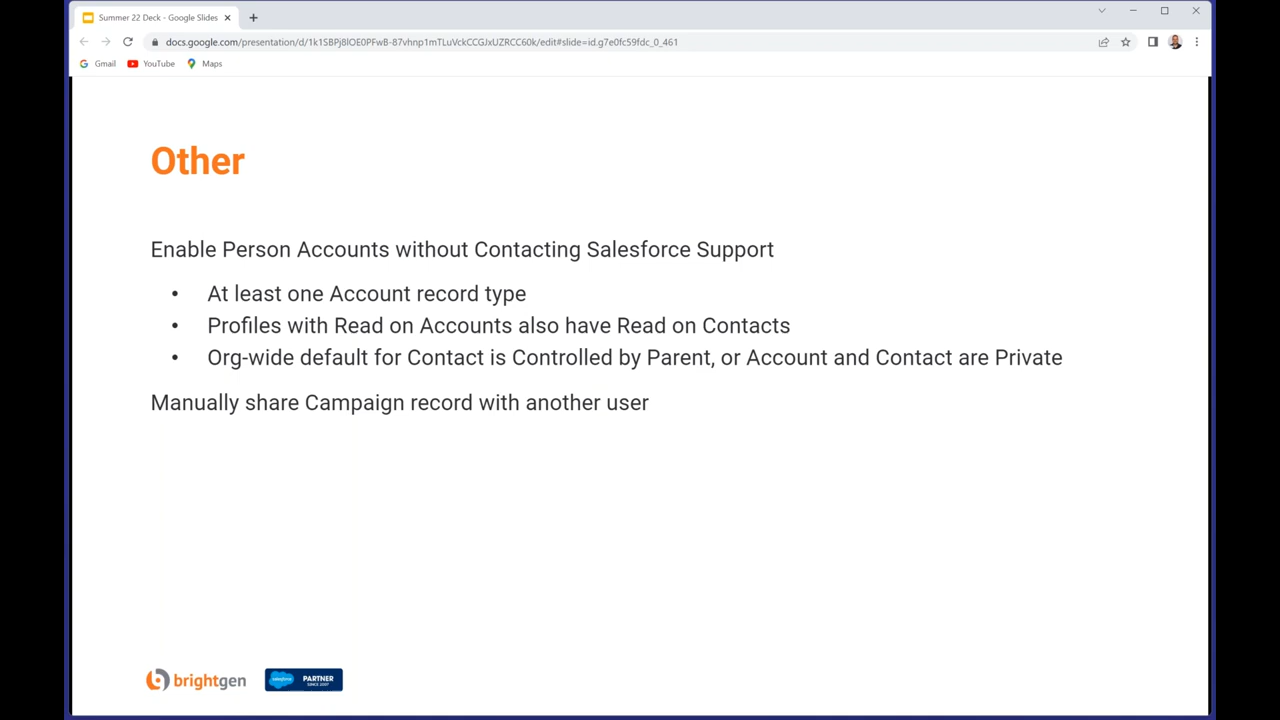 Summer 22 Deck - Google Slides
docs.google.com/presentation/d/1k1SBPj8lOE0PFwB-87vhnp1mTLuVckCCGJxUZRCC60k/edit#slide=id.g7e0fc59fdc_0_461
Gmail YouTube Maps
Other
Enable Person Accounts without Contacting Salesforce Support
• At least one Account record type
• Profiles with Read on Accounts also have Read on Contacts
• Org-wide default for Contact is Controlled by Parent, or Account and Contact are Private
Manually share Campaign record with another user
brightgen
salesforce
PARTNER
SINCE 2007